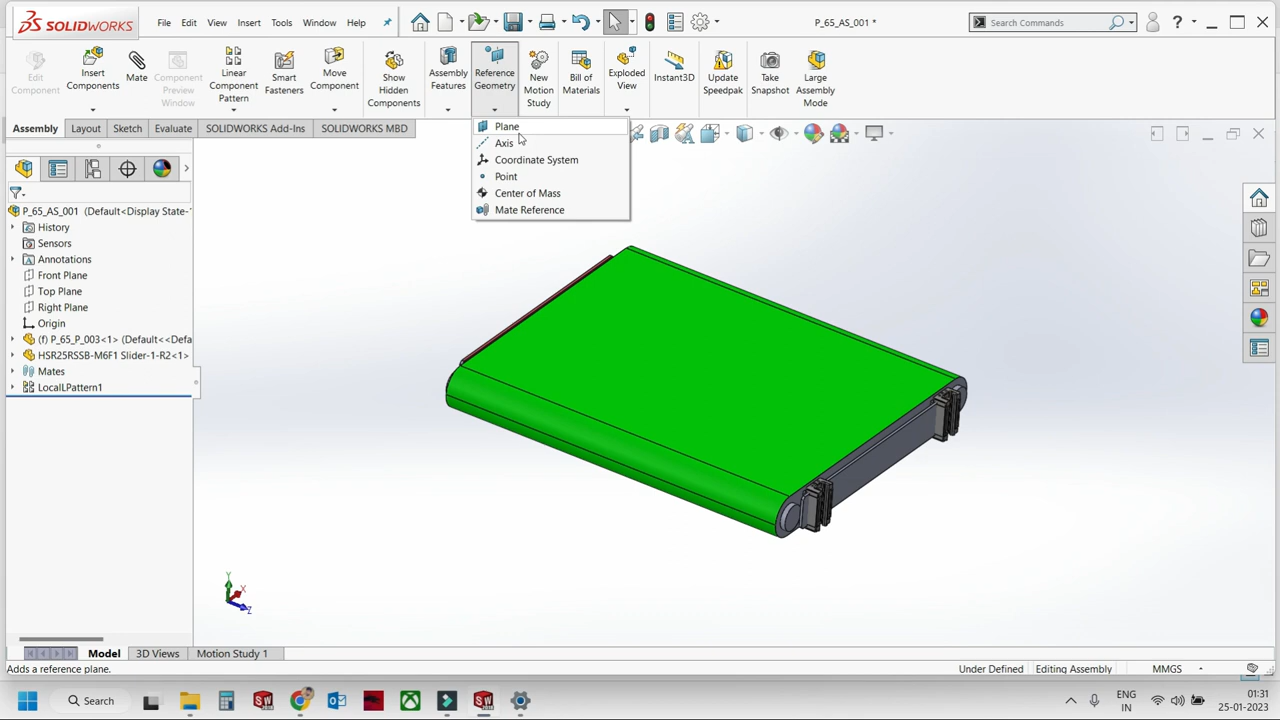 SOLIDWORKS
File
Edit
View
Insert
Tools
Window
Help
P_65_AS_001 *
Search Commands
?
Edit
Component
Insert
Components
Mate
Component
Preview
Window
Linear
Component
Pattern
Smart
Fasteners
Move
Component
Show
Hidden
Components
Assembly
Features
Reference
Geometry
New
Motion
Study
Bill of
Materials
Exploded
View
Instant3D
Update
Speedpak
Take
Snapshot
Large
Assembly
Mode
Assembly
Layout
Sketch
Evaluate
SOLIDWORKS Add-Ins
SOLIDWORKS MBD
Plane
Axis
Coordinate System
Point
Center of Mass
Mate Reference
P_65_AS_001 (Default<Display State-
History
Sensors
Annotations
Front Plane
Top Plane
Right Plane
Origin
(f) P_65_P_003<1> (Default<<Defa
HSR25RSSB-M6F1 Slider-1-R2<1>
Mates
LocalLPattern1
Y
X
Z
Model
3D Views
Motion Study 1
Adds a reference plane.
Under Defined
Editing Assembly
MMGS
Search
ENG
IN
01:31
25-01-2023